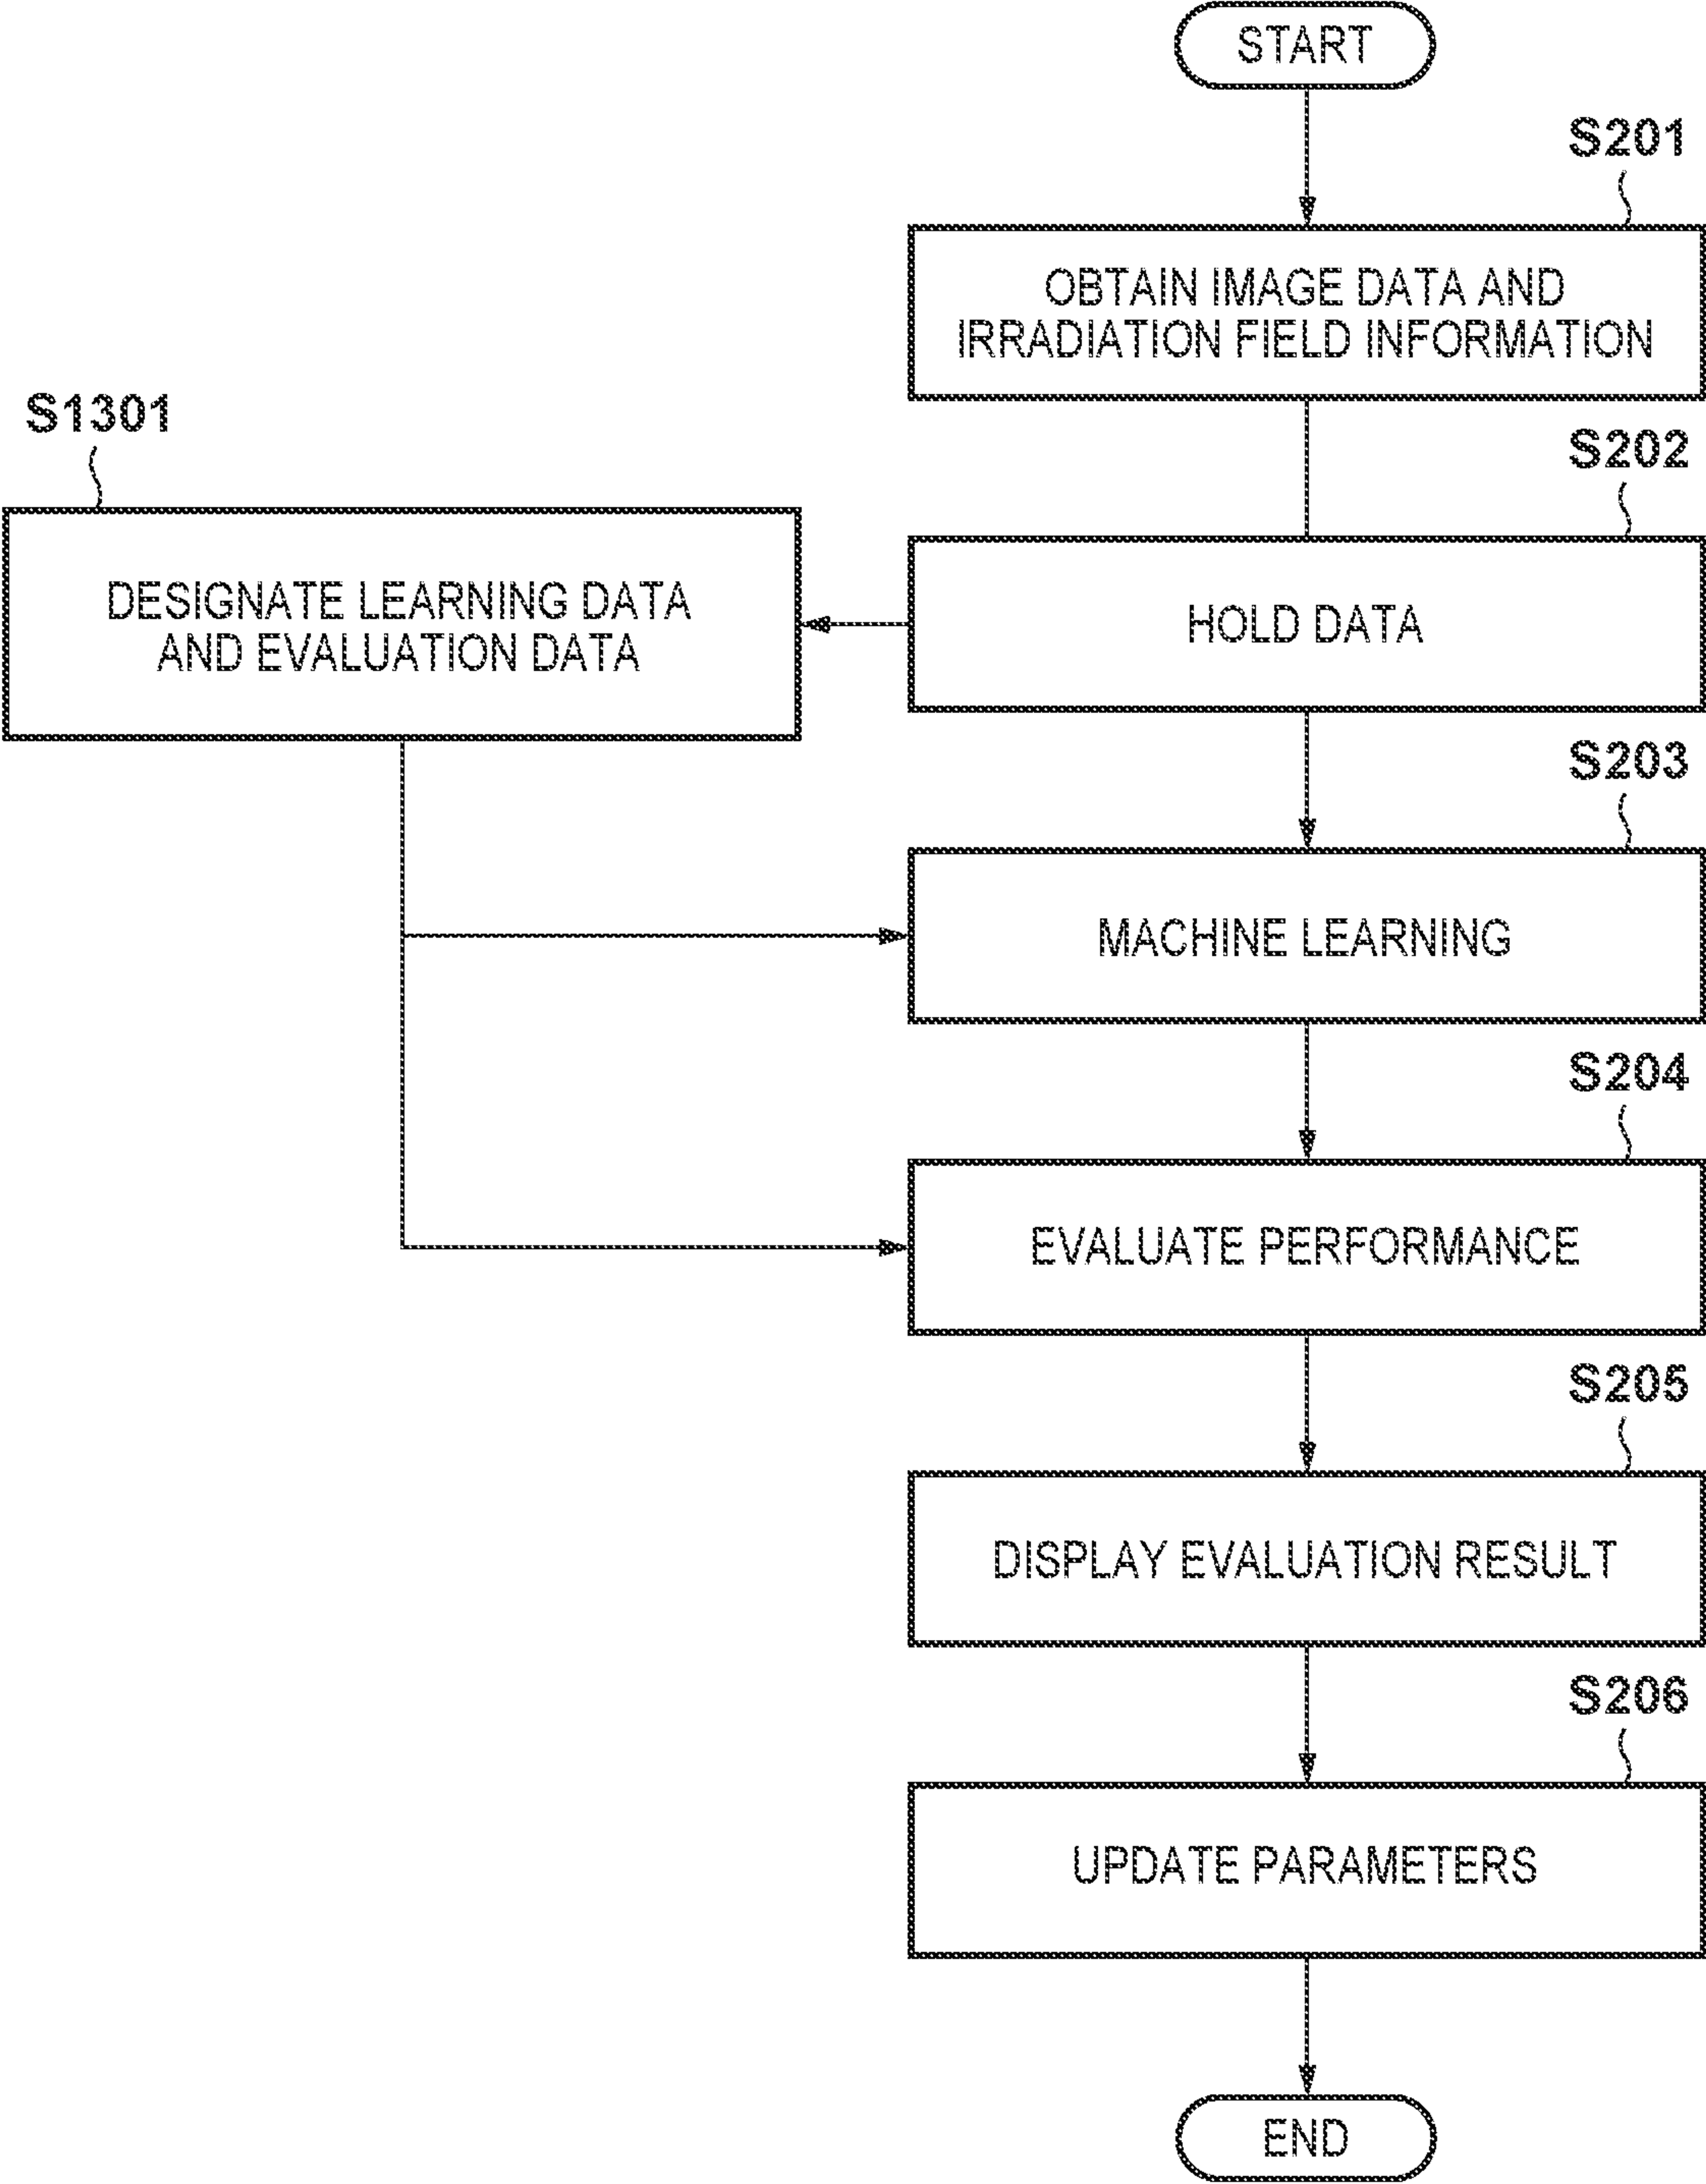 START
S201
OBTAIN IMAGE DATA AND
IRRADIATION FIELD INFORMATION
S1301
DESIGNATE LEARNING DATA
AND EVALUATION DATA
S202
HOLD DATA
S203
MACHINE LEARNING
S204
EVALUATE PERFORMANCE
S205
DISPLAY EVALUATION RESULT
S206
UPDATE PARAMETERS
END